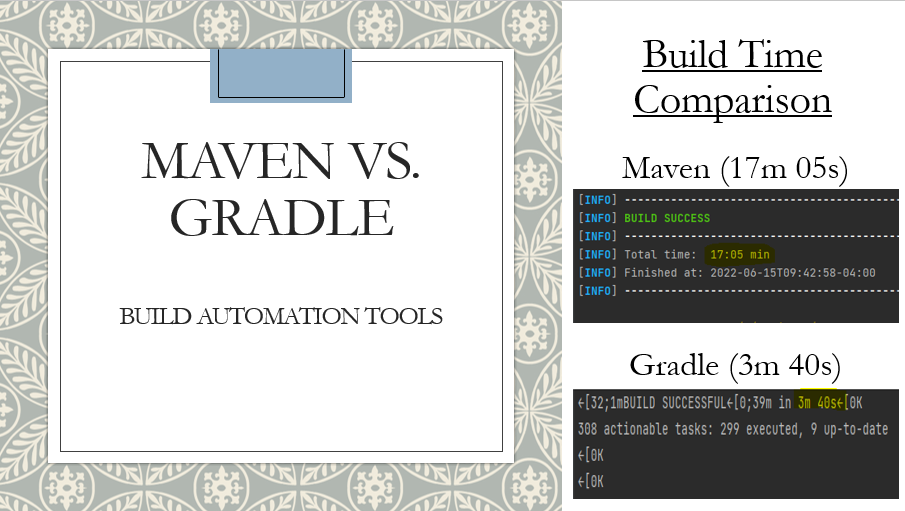 MAVEN VS.
GRADLE
BUILD AUTOMATION TOOLS
Build Time
Comparison
Maven (17m 05s)
[INFO] ------------------------------------------
[INFO] BUILD SUCCESS
[INFO] ------------------------------------------
[INFO] Total time: 17:05 min
[INFO] Finished at: 2022-06-15T09:42:58-04:00
[INFO] ------------------------------------------
Gradle (3m 40s)
←[32;1mBUILD SUCCESSFUL←[0;39m in 3m 40s←[0K
308 actionable tasks: 299 executed, 9 up-to-date
←[0K
←[0K